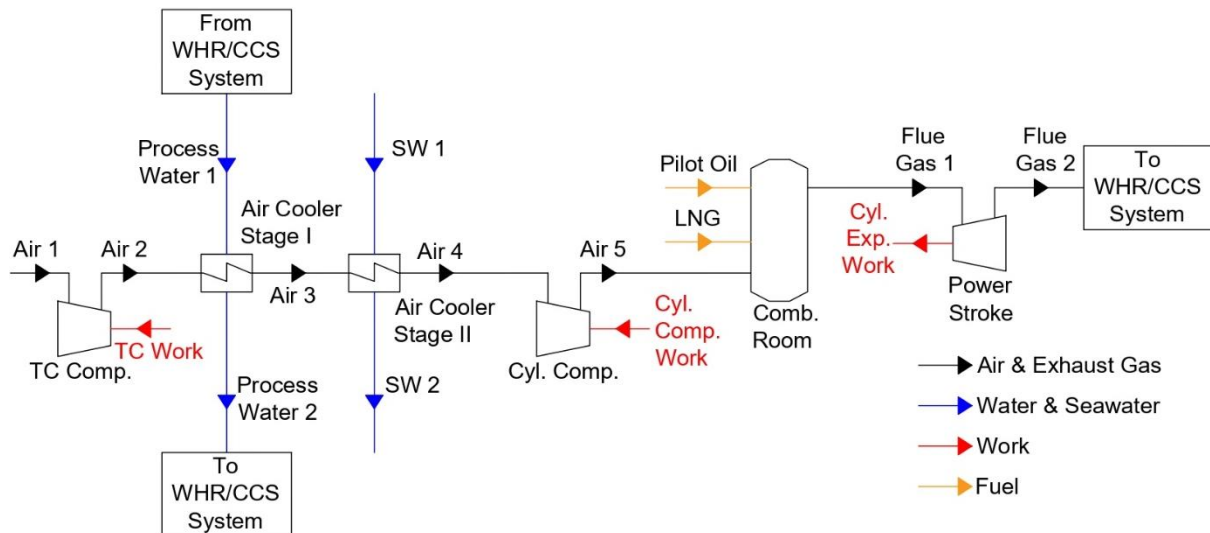 From
WHR/CCS
System
Process
Water 1
SW 1
Air Cooler
Stage I
Air 1
Air 2
Air 3
Air 4
Air Cooler
Stage II
TC Work
TC Comp.
Process
Water 2
SW 2
To
WHR/CCS
System
Air 5
Cyl.
Comp.
Work
Cyl. Comp.
Pilot Oil
LNG
Comb.
Room
Flue
Gas 1
Flue
Gas 2
To
WHR/CCS
System
Cyl.
Exp.
Work
Power
Stroke
Air & Exhaust Gas
Water & Seawater
Work
Fuel